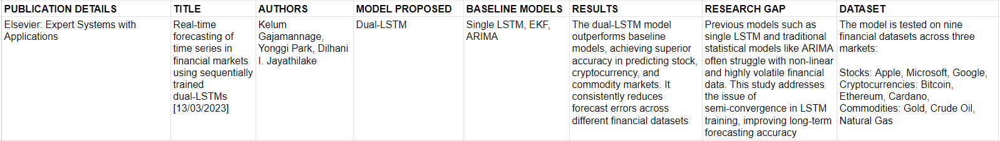 PUBLICATION DETAILS
TITLE
AUTHORS
MODEL PROPOSED
BASELINE MODELS
RESULTS
RESEARCH GAP
DATASET
Elsevier: Expert Systems with
Applications
Real-time
forecasting of
time series in
financial markets
using sequentially
trained
dual-LSTMs
[13/03/2023]
Kelum
Gajamannage,
Yonggi Park, Dilhani
I. Jayathilake
Dual-LSTM
Single LSTM, EKF,
ARIMA
The dual-LSTM model
outperforms baseline
models, achieving superior
accuracy in predicting stock,
cryptocurrency, and
commodity markets. It
consistently reduces
forecast errors across
different financial datasets
Previous models such as
single LSTM and traditional
statistical models like ARIMA
often struggle with non-linear
and highly volatile financial
data. This study addresses
the issue of
semi-convergence in LSTM
training, improving long-term
forecasting accuracy
The model is tested on nine
financial datasets across three
markets:
Stocks: Apple, Microsoft, Google,
Cryptocurrencies: Bitcoin,
Ethereum, Cardano,
Commodities: Gold, Crude Oil,
Natural Gas